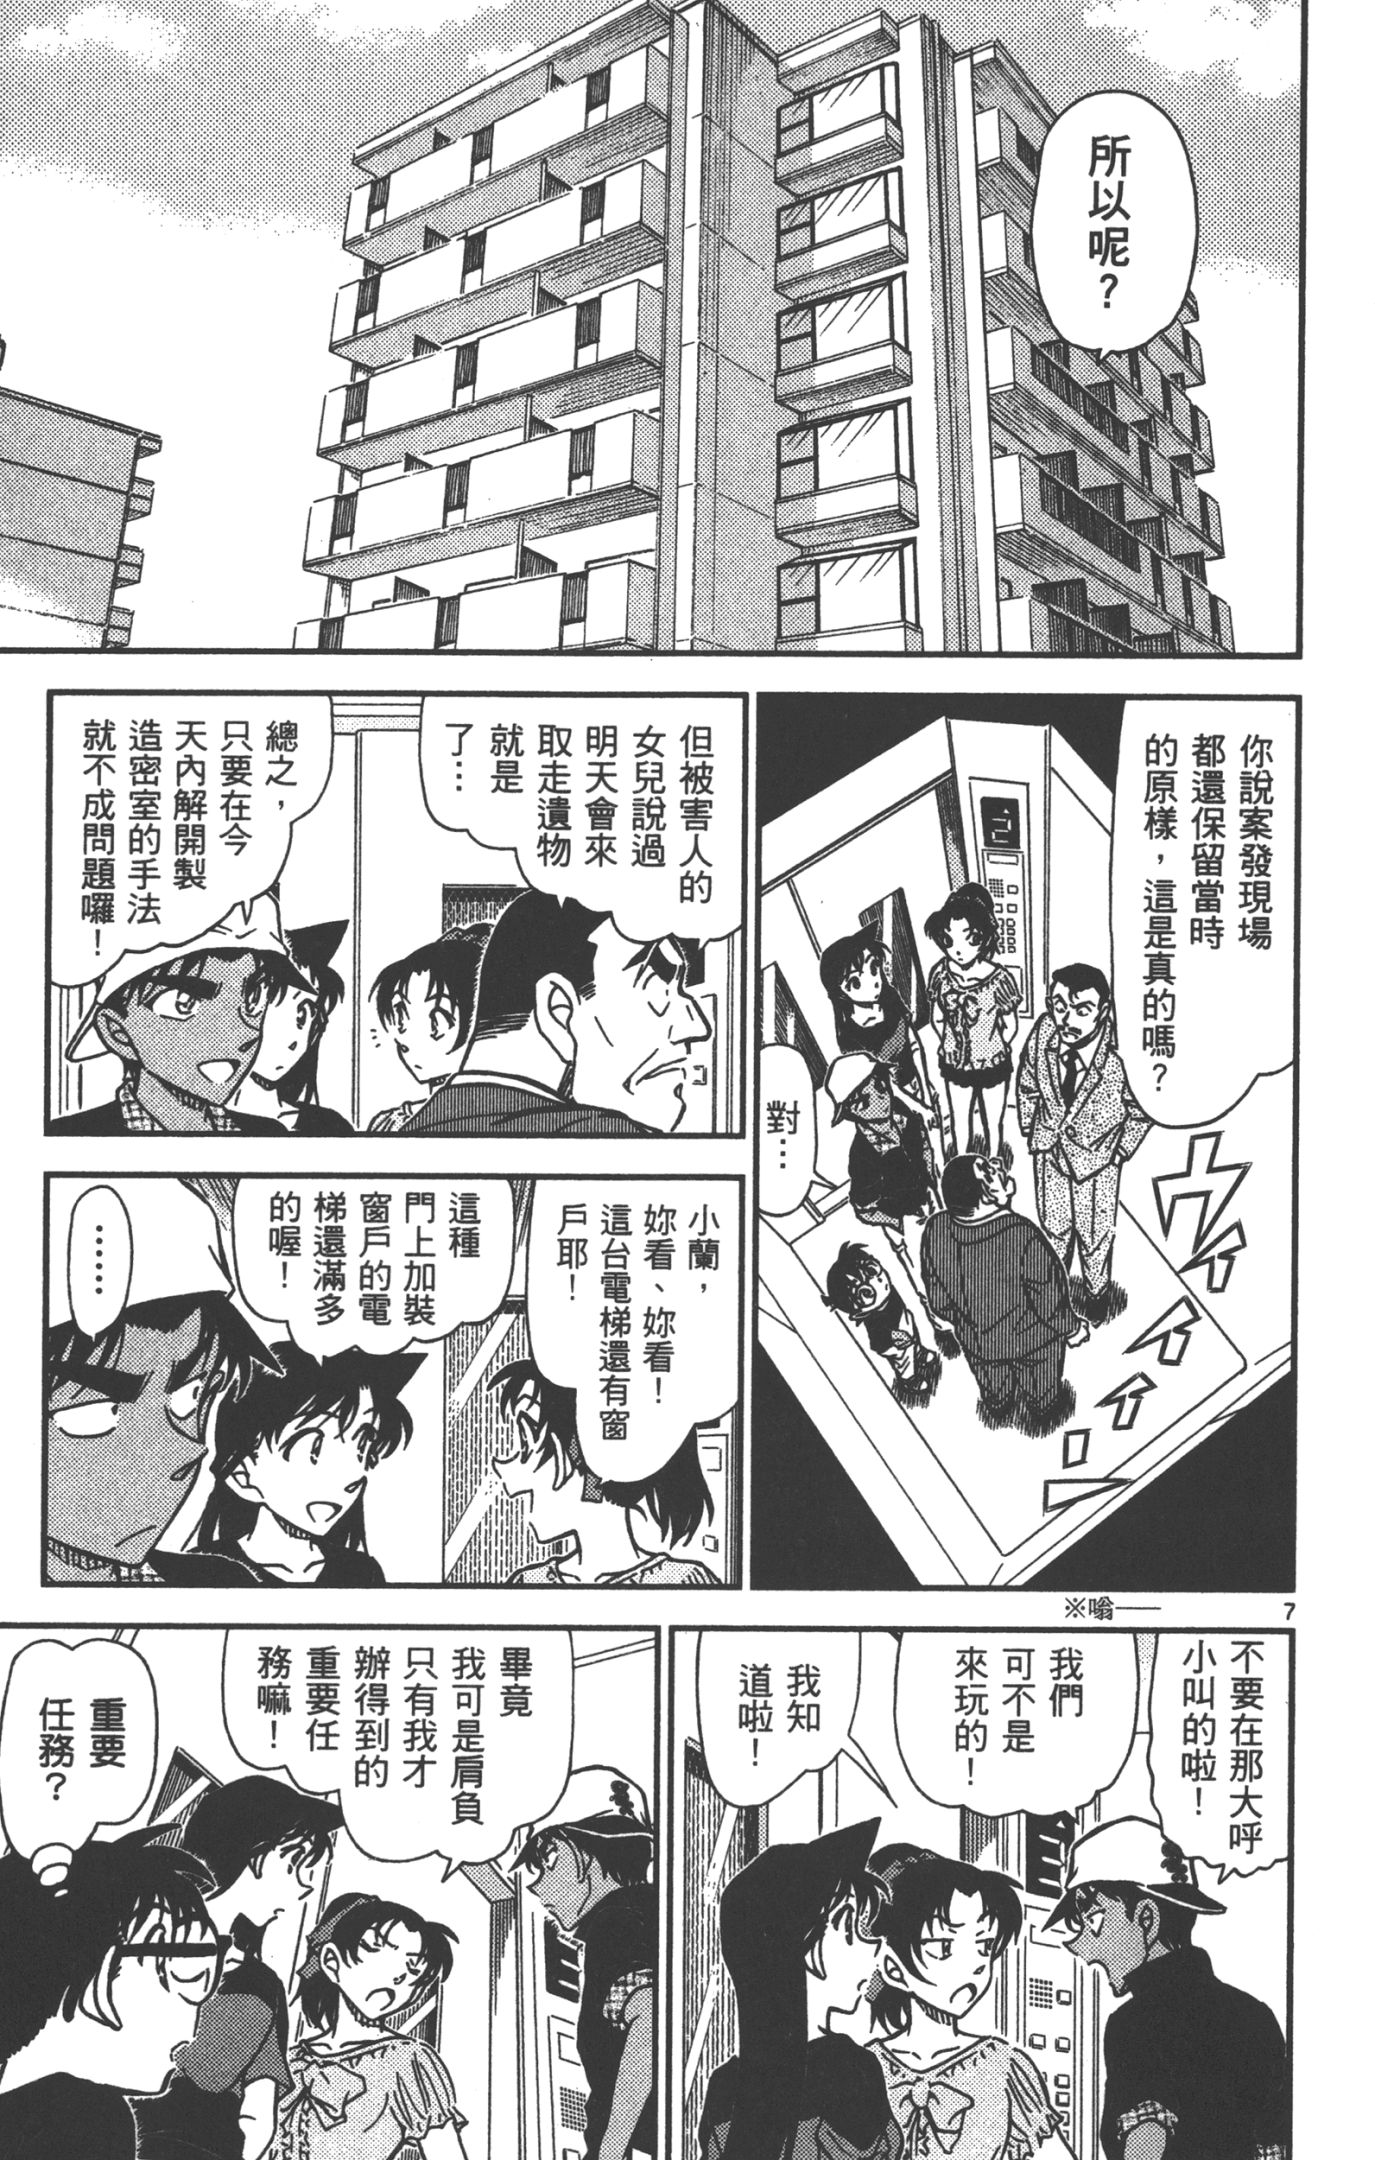 所以呢？
你說案發現場
都還保留當時
的原樣，這是真的嗎？
對…
ウィィィーン
但被害人的
女兒說過
明天會來
取走遺物
就是
了…
總之，
只要在今
天內解開製
造密室的手法
就不成問題囉！
小蘭，
妳看、妳看！
這台電梯還有窗
戶耶！
這種
門上加裝
窗戶的電
梯還滿多
的喔！
……
※嗡——
7
不要在那大呼
小叫的啦！
我們
可不是
來玩的！
我知
道啦！
畢竟
我可是肩負
只有我才
辦得到的
重要任
務嘛！
重要
任務？